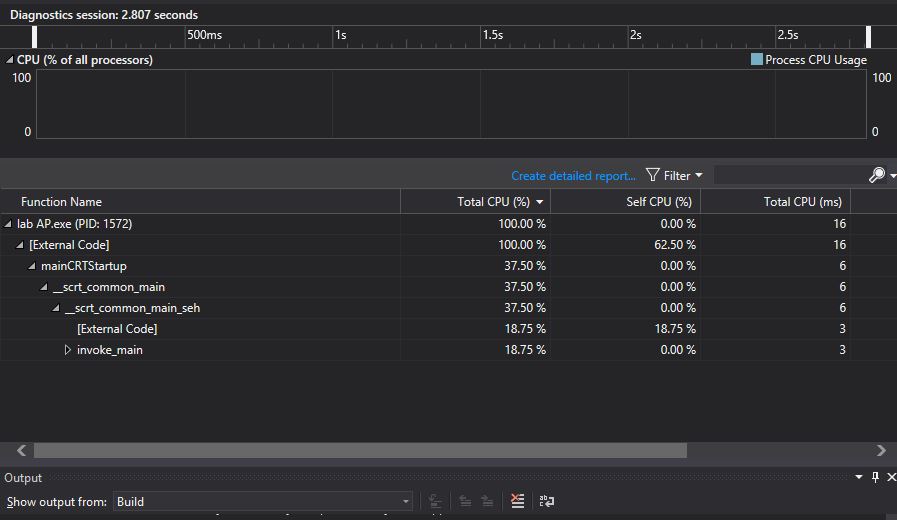 Diagnostics session: 2.807 seconds
500ms 1s 1.5s 2s 2.5s
CPU (% of all processors) Process CPU Usage
100 100
0 0
Create detailed report... Filter
Function Name Total CPU (%) Self CPU (%) Total CPU (ms)
lab AP.exe (PID: 1572) 100.00 % 0.00 % 16
[External Code] 100.00 % 62.50 % 16
mainCRTStartup 37.50 % 0.00 % 6
__scrt_common_main 37.50 % 0.00 % 6
__scrt_common_main_seh 37.50 % 0.00 % 6
[External Code] 18.75 % 18.75 % 3
invoke_main 18.75 % 0.00 % 3
Output
Show output from: Build